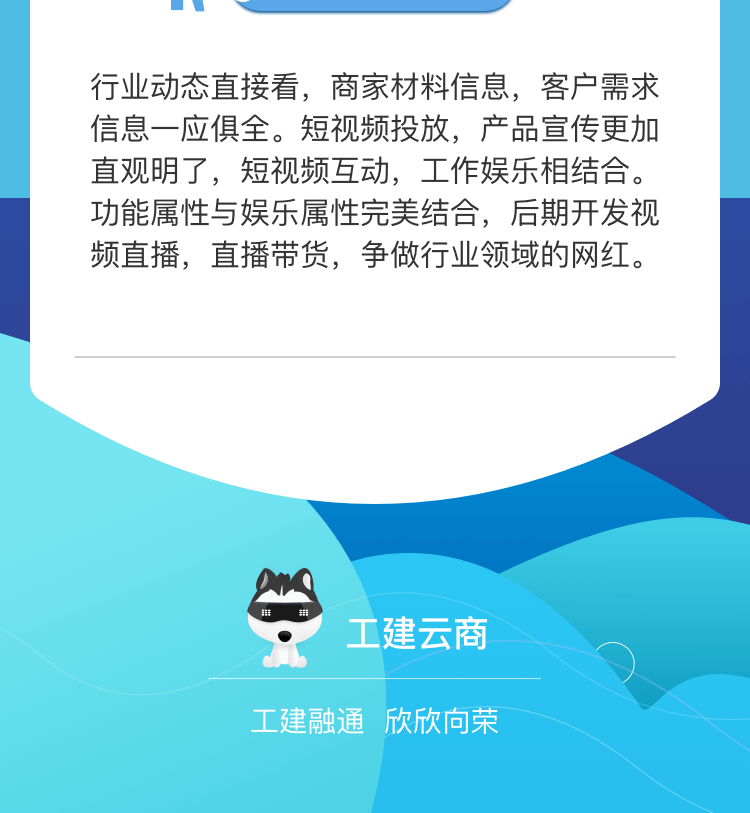 行业动态直接看，商家材料信息，客户需求
信息一应俱全。短视频投放，产品宣传更加
直观明了，短视频互动，工作娱乐相结合。
功能属性与娱乐属性完美结合，后期开发视
频直播，直播带货，争做行业领域的网红。
工建云商
工建融通 欣欣向荣